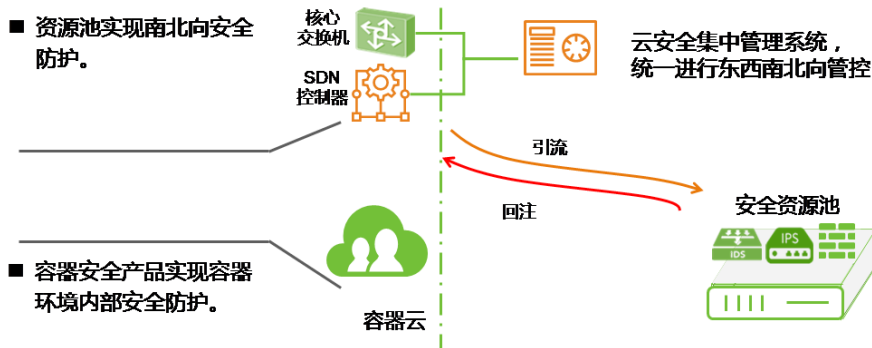 ■ 资源池实现南北向安全
防护。
核心
交换机
SDN
控制器
云安全集中管理系统，
统一进行东西南北向管控
引流
回注
安全资源池
IDS
IPS
■ 容器安全产品实现容器
环境内部安全防护。
容器云